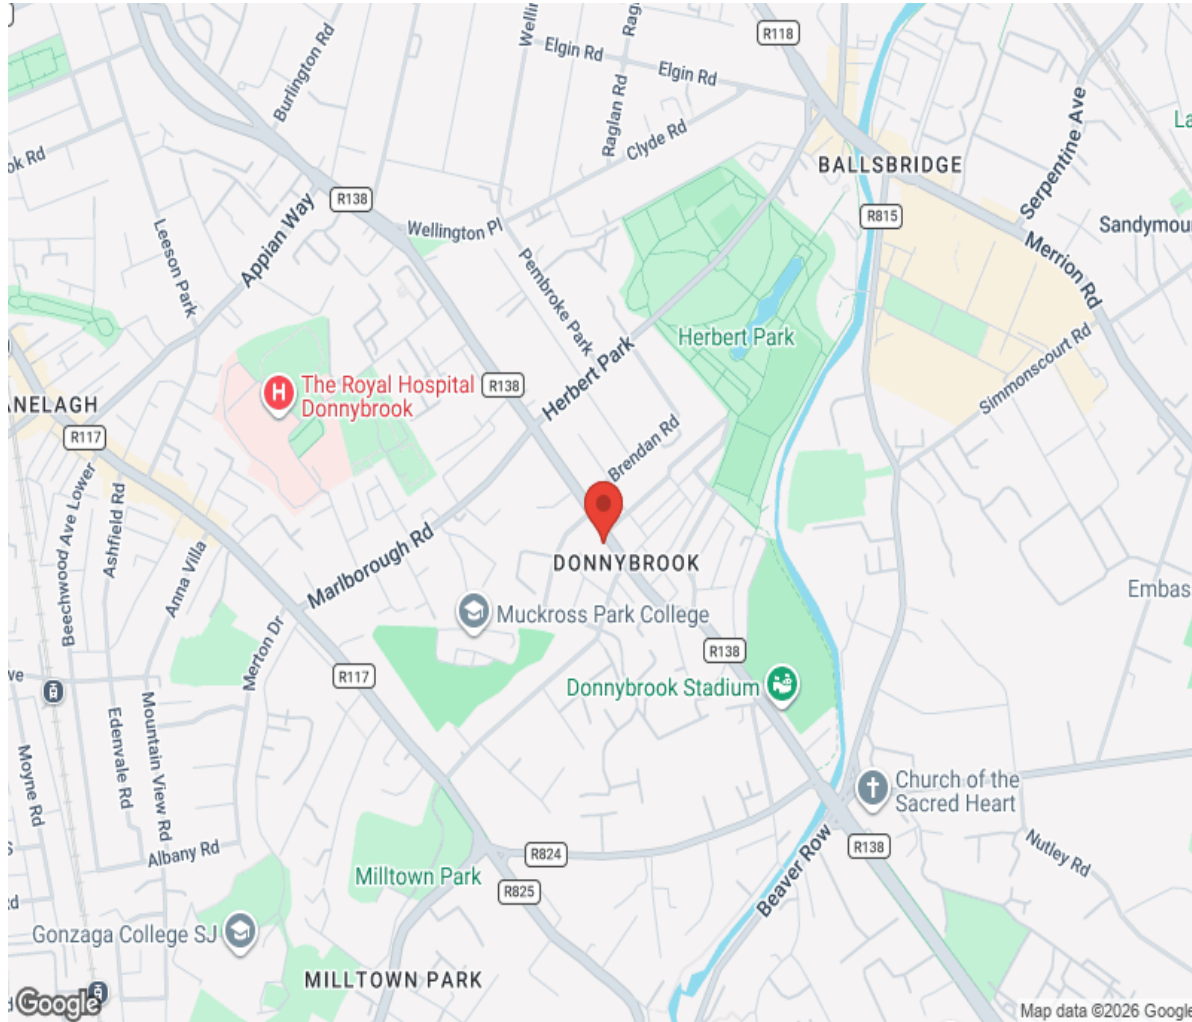 R118
Elgin Rd
Elgin Rd
Burlington Rd
Raglan Rd
Clyde Rd
Serpentine Ave
BALLSBRIDGE
R138
R815
Leeson Park
Appian Way
Wellington Pl
Merrion Rd
Pembroke Park
Herbert Park
Herbert Park
Simmonscourt Rd
The Royal Hospital
Donnybrook
R138
ANELAGH
R117
Brendan Rd
Beechwood Ave Lower
Ashfield Rd
Anna Villa
Marlborough Rd
DONNYBROOK
Embas
Muckross Park College
Merton Dr
R138
R117
Donnybrook Stadium
Moyne Rd
Edenvale Rd
Mountain View Rd
Church of the
Sacred Heart
Albany Rd
R824
Beaver Row
R138
Nutley Rd
Milltown Park
R825
Gonzaga College SJ
MILLTOWN PARK
Google
Map data ©2026 Google